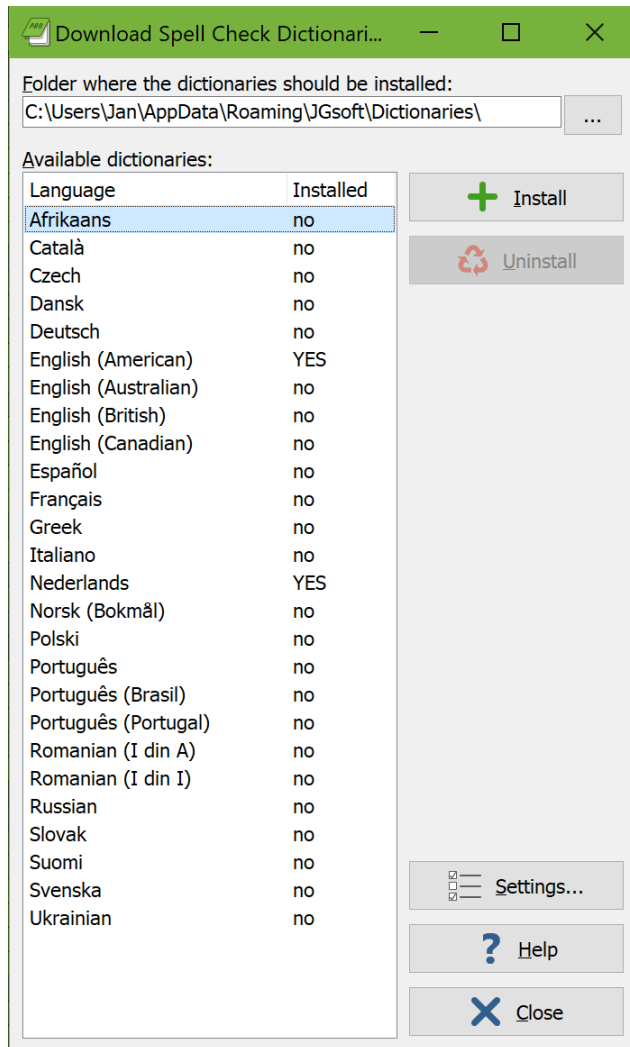 Download Spell Check Dictionari...
Folder where the dictionaries should be installed:
C:\Users\Jan\AppData\Roaming\JGsoft\Dictionaries\
...
Available dictionaries:
Language Installed
Afrikaans no
Català no
Czech no
Dansk no
Deutsch no
English (American) YES
English (Australian) no
English (British) no
English (Canadian) no
Español no
Français no
Greek no
Italiano no
Nederlands YES
Norsk (Bokmål) no
Polski no
Português no
Português (Brasil) no
Português (Portugal) no
Romanian (I din A) no
Romanian (I din I) no
Russian no
Slovak no
Suomi no
Svenska no
Ukrainian no
Install
Uninstall
Settings...
Help
Close